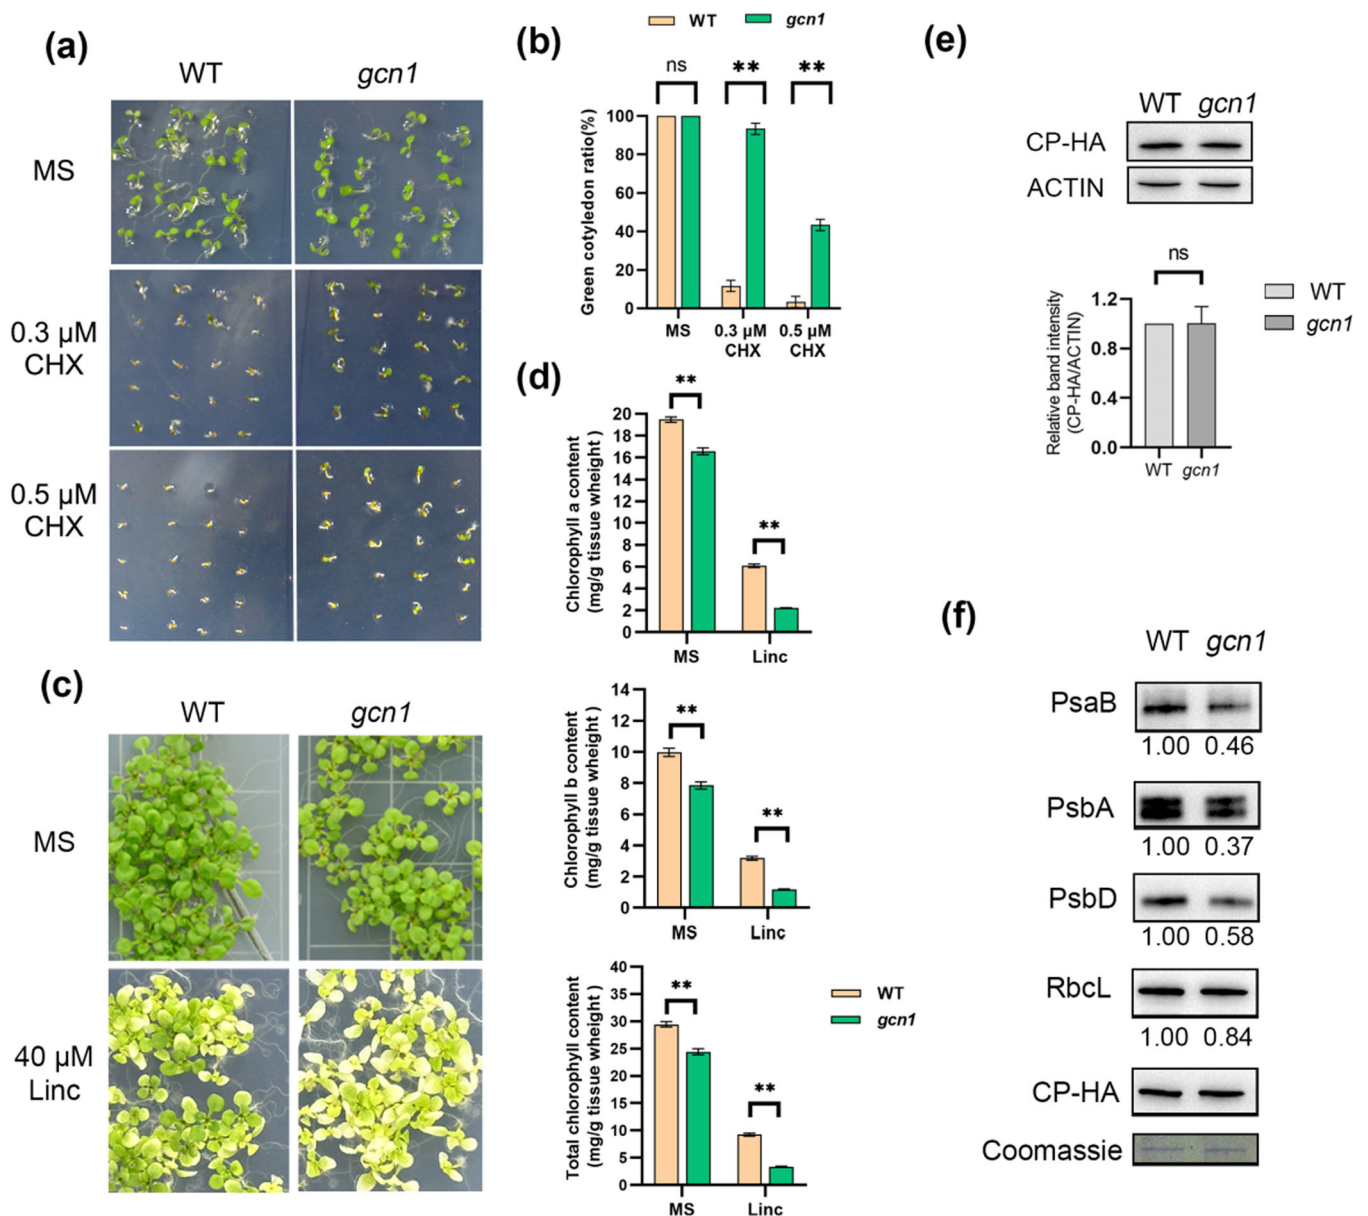 (a)
WT gcn1
MS
0.3 µM
CHX
0.5 µM
CHX
(b)
WT gcn1
ns ** **
Green cotyledon ratio(%)
100
80
60
40
20
0
MS 0.3 µM 0.5 µM
CHX CHX
(c)
WT gcn1
MS
40 µM
Linc
(d)
**
**
Chlorophyll a content
(mg/g tissue wheight )
20
18
16
14
12
10
8
6
4
2
0
MS Linc
**
**
Chlorophyll b content
(mg/g tissue wheight )
14
12
10
8
6
4
2
0
MS Linc
WT
gcn1
**
**
Total chlorophyll content
(mg/g tissue wheight )
40
35
30
25
20
15
10
5
0
MS Linc
(e)
WT gcn1
CP-HA
ACTIN
ns
WT
gcn1
Relative band intensity
(CP-HA/ACTIN)
1.2
0.8
0.4
0.0
WT gcn1
(f)
WT gcn1
PsaB
1.00 0.46
PsbA
1.00 0.37
PsbD
1.00 0.58
RbcL
1.00 0.84
CP-HA
Coomassie